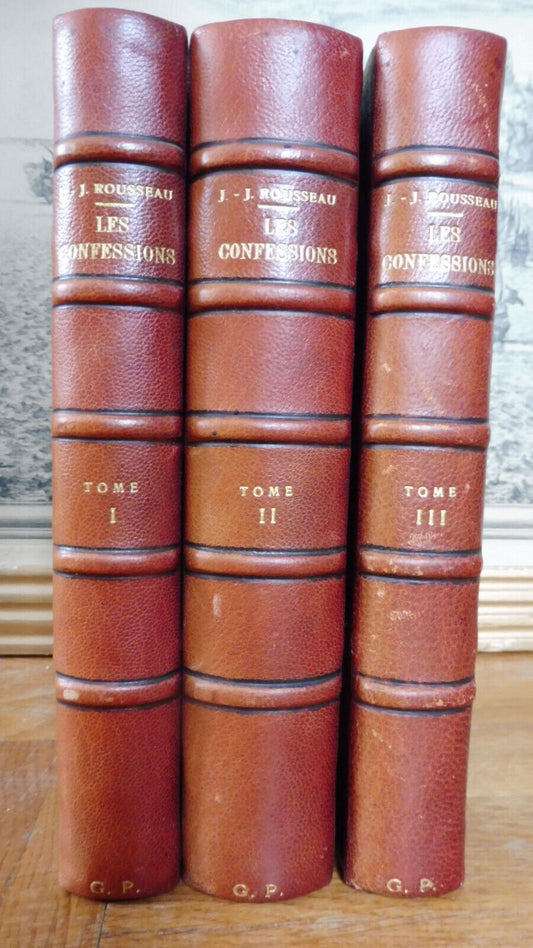 J. ROUSSEAU
LES
CONFESSIONS
TOME
I
G. P.
J.-J. ROUSSEAU
LES
CONFESSIONS
TOME
II
G. P.
J.-J. ROUSSEAU
LES
CONFESSIONS
TOME
III
G. P.